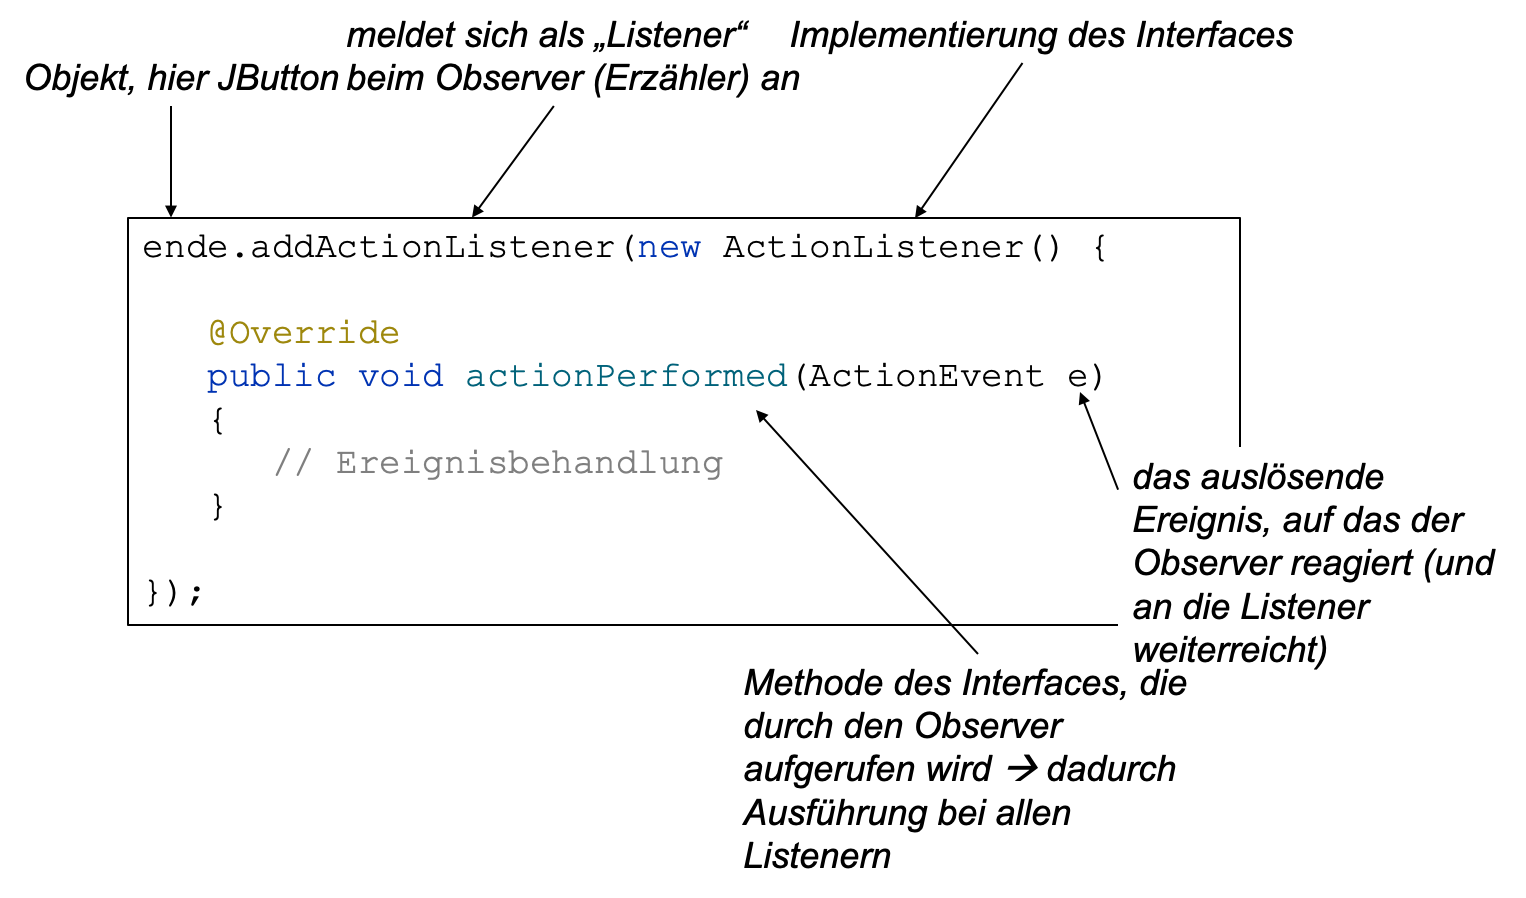 meldet sich als „Listener“
Implementierung des Interfaces
Objekt, hier JButton
beim Observer (Erzähler) an
ende.addActionListener(new ActionListener() {
@Override
public void actionPerformed(ActionEvent e)
{
// Ereignisbehandlung
}
});
das auslösende
Ereignis, auf das der
Observer reagiert (und
an die Listener
weiterreicht)
Methode des Interfaces, die
durch den Observer
aufgerufen wird → dadurch
Ausführung bei allen
Listenern